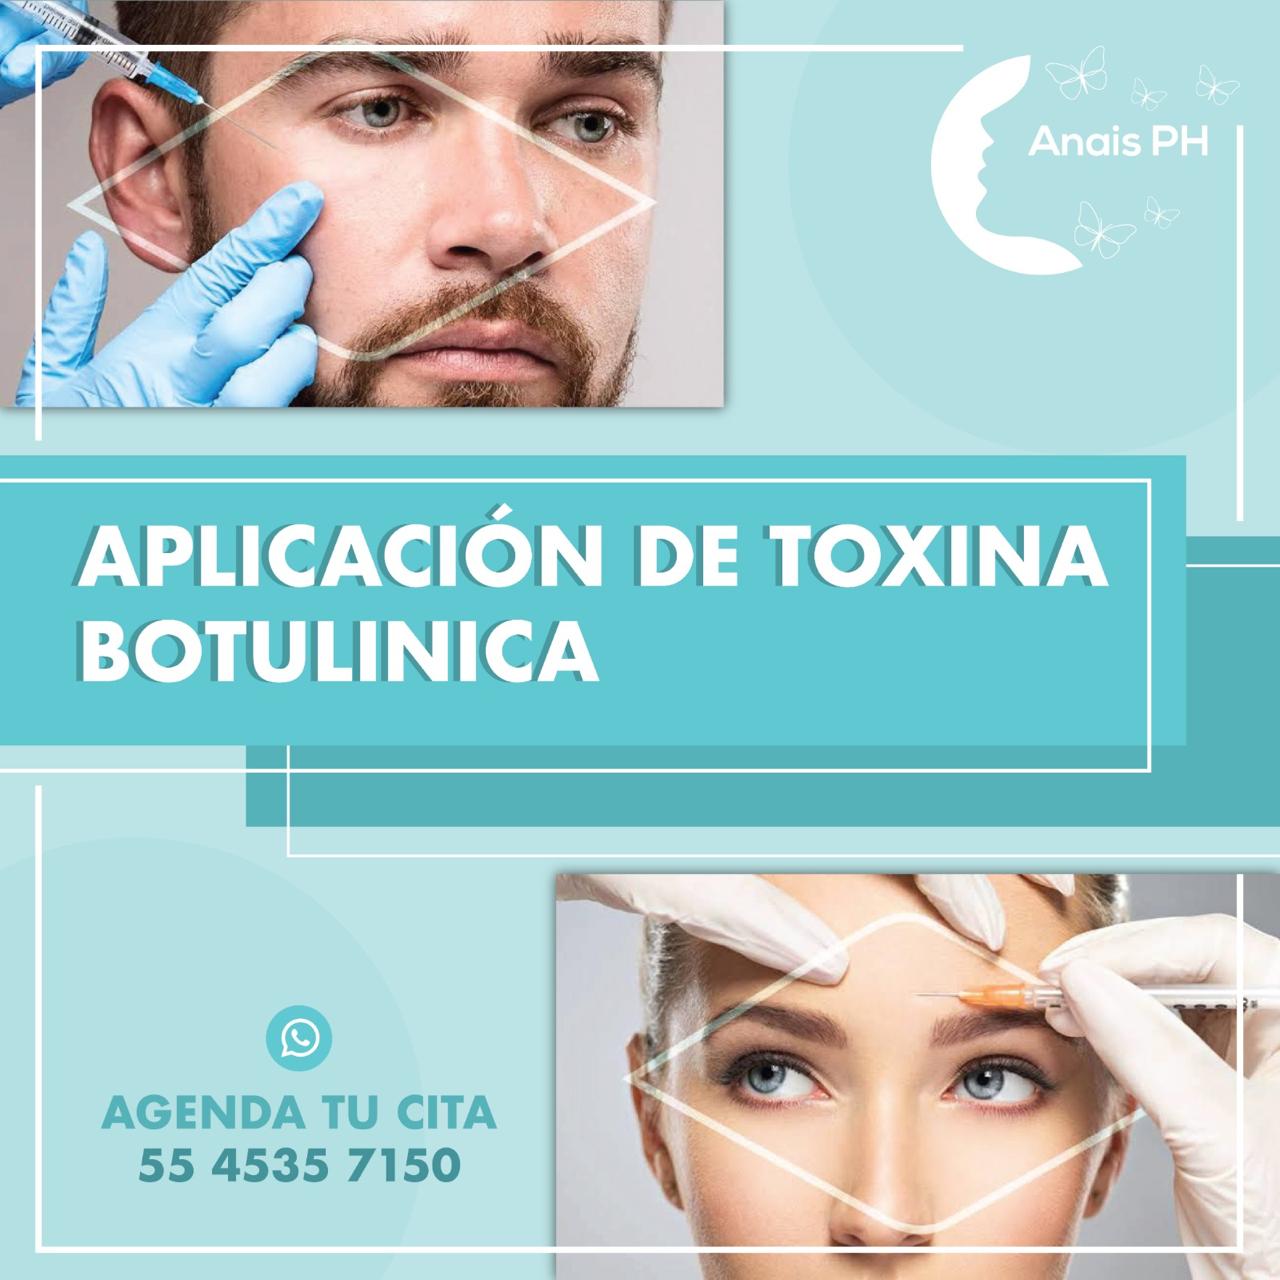 Anais PH
APLICACIÓN DE TOXINA
BOTULINICA
AGENDA TU CITA
55 4535 7150